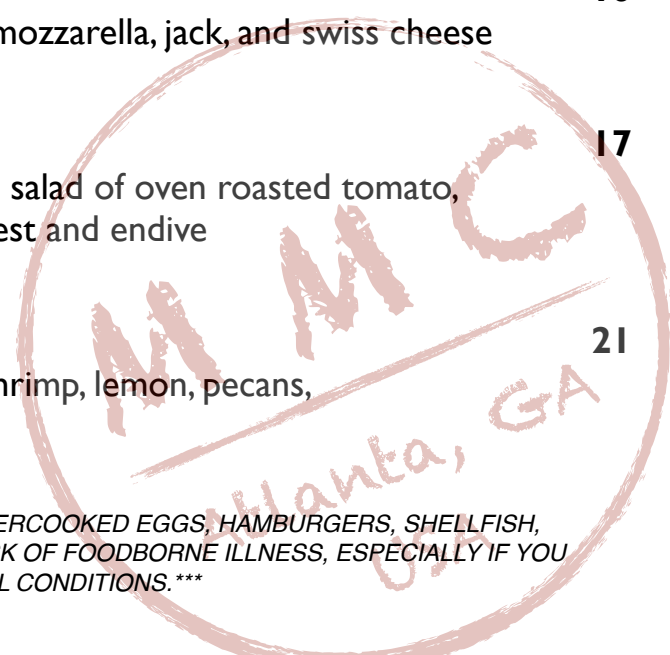 mozzarella, jack, and swiss cheese
17
salad of oven roasted tomato,
est and endive
21
hrimp, lemon, pecans,
ERCOOKED EGGS, HAMBURGERS, SHELLFISH,
K OF FOODBORNE ILLNESS, ESPECIALLY IF YOU
L CONDITIONS.***
MMC
Atlanta, GA
USA